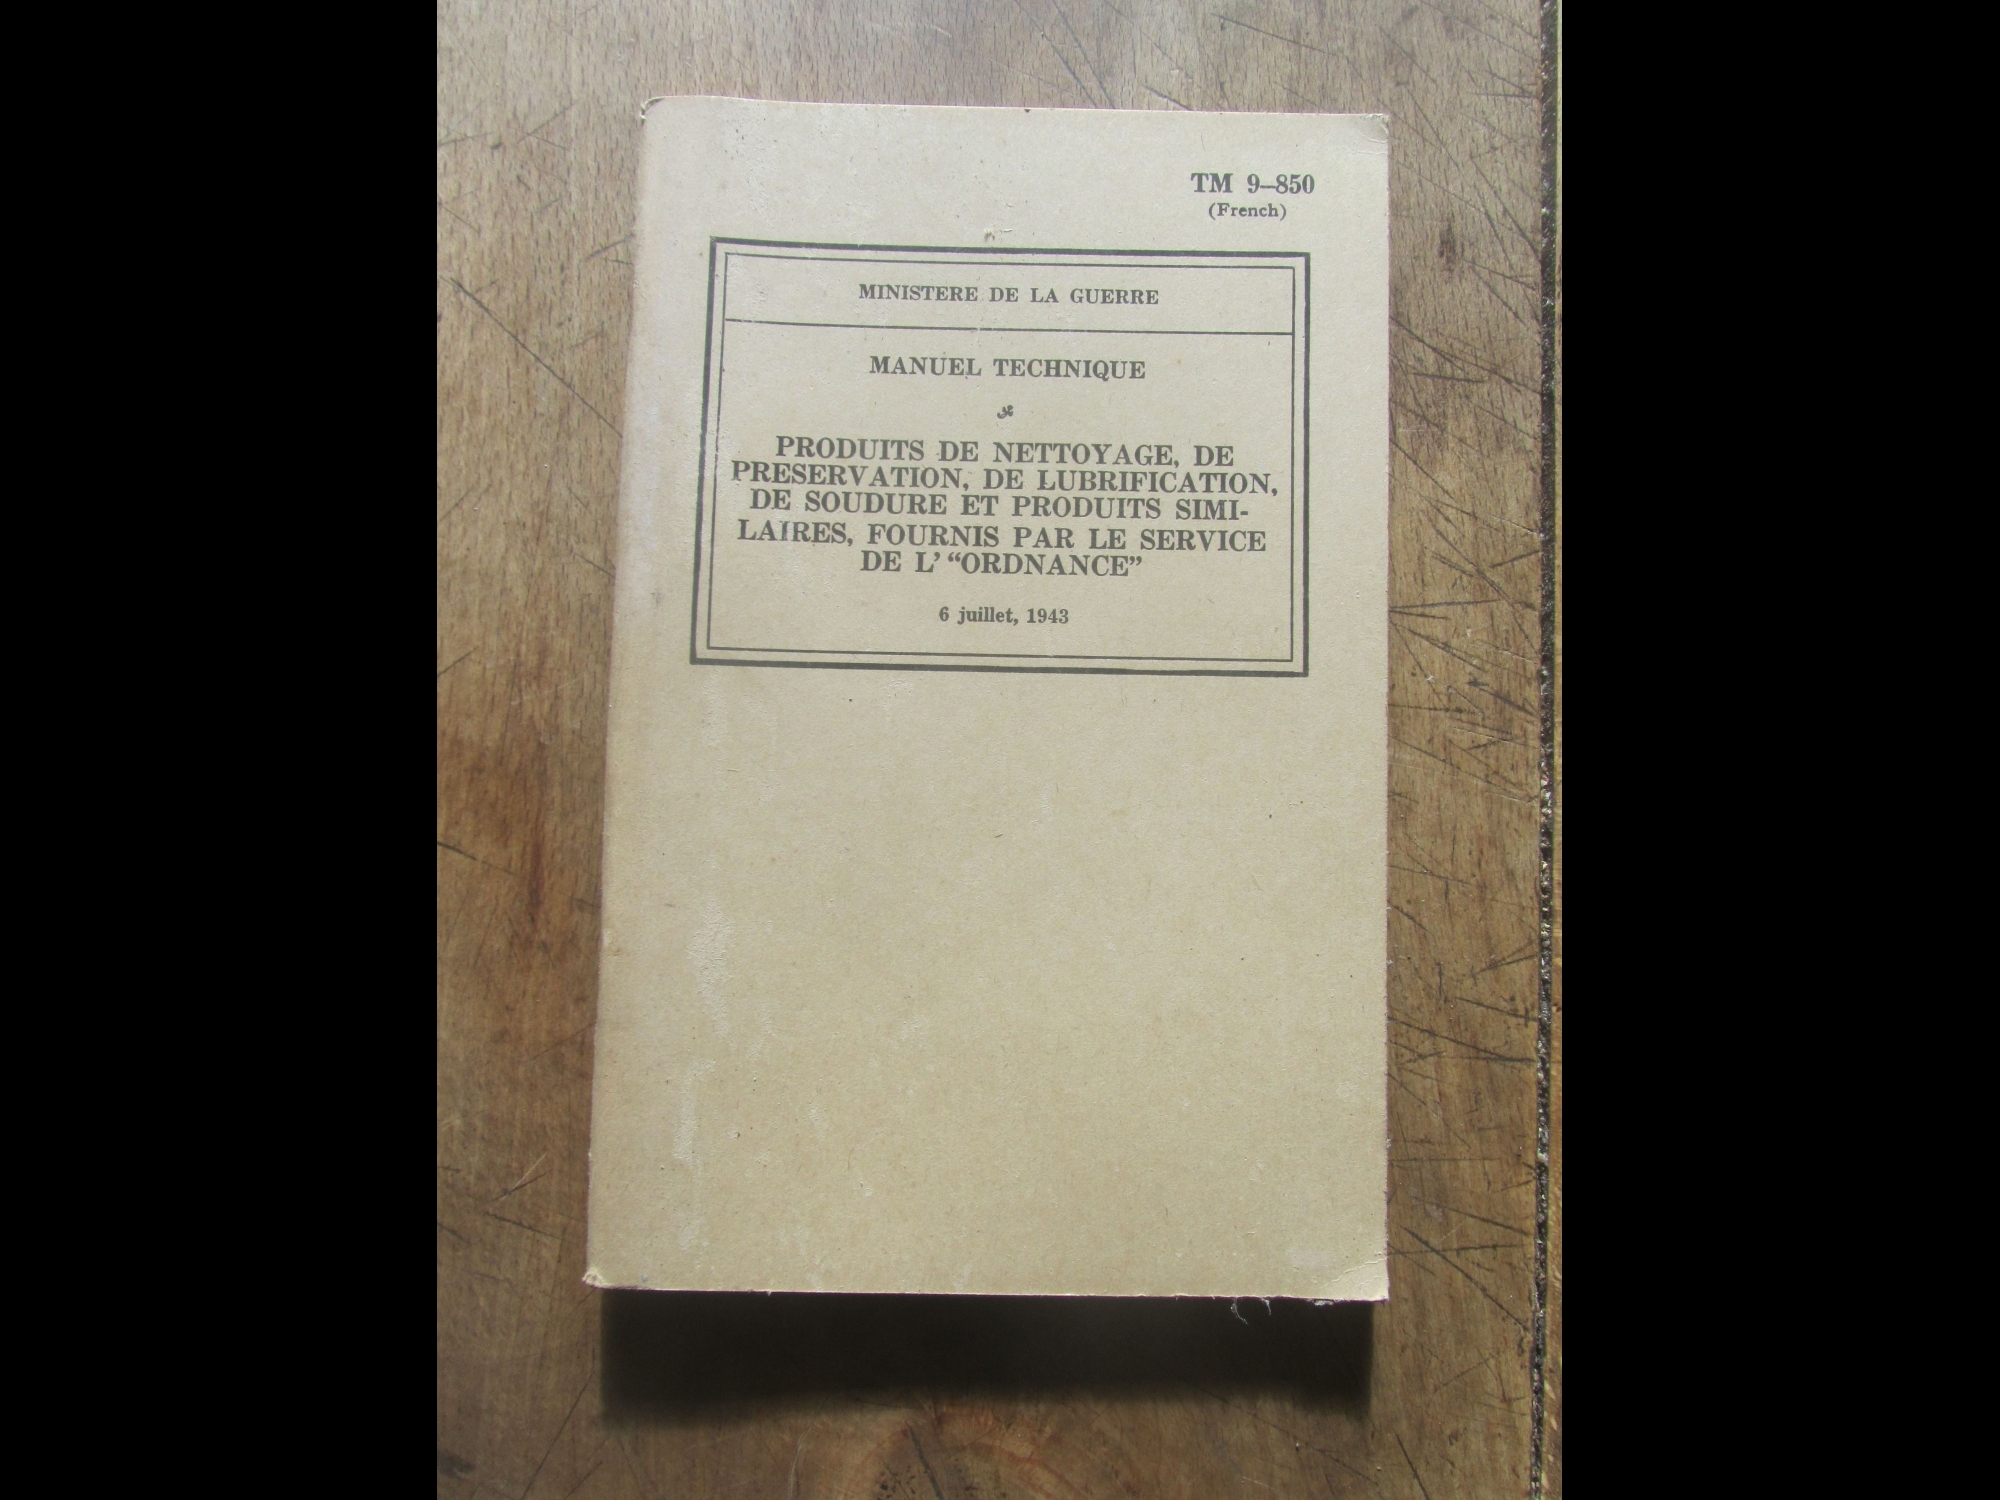 TM 9–850
(French)
MINISTERE DE LA GUERRE
MANUEL TECHNIQUE
PRODUITS DE NETTOYAGE, DE
PRESERVATION, DE LUBRIFICATION,
DE SOUDURE ET PRODUITS SIMI-
LAIRES, FOURNIS PAR LE SERVICE
DE L' “ORDNANCE”
6 juillet, 1943